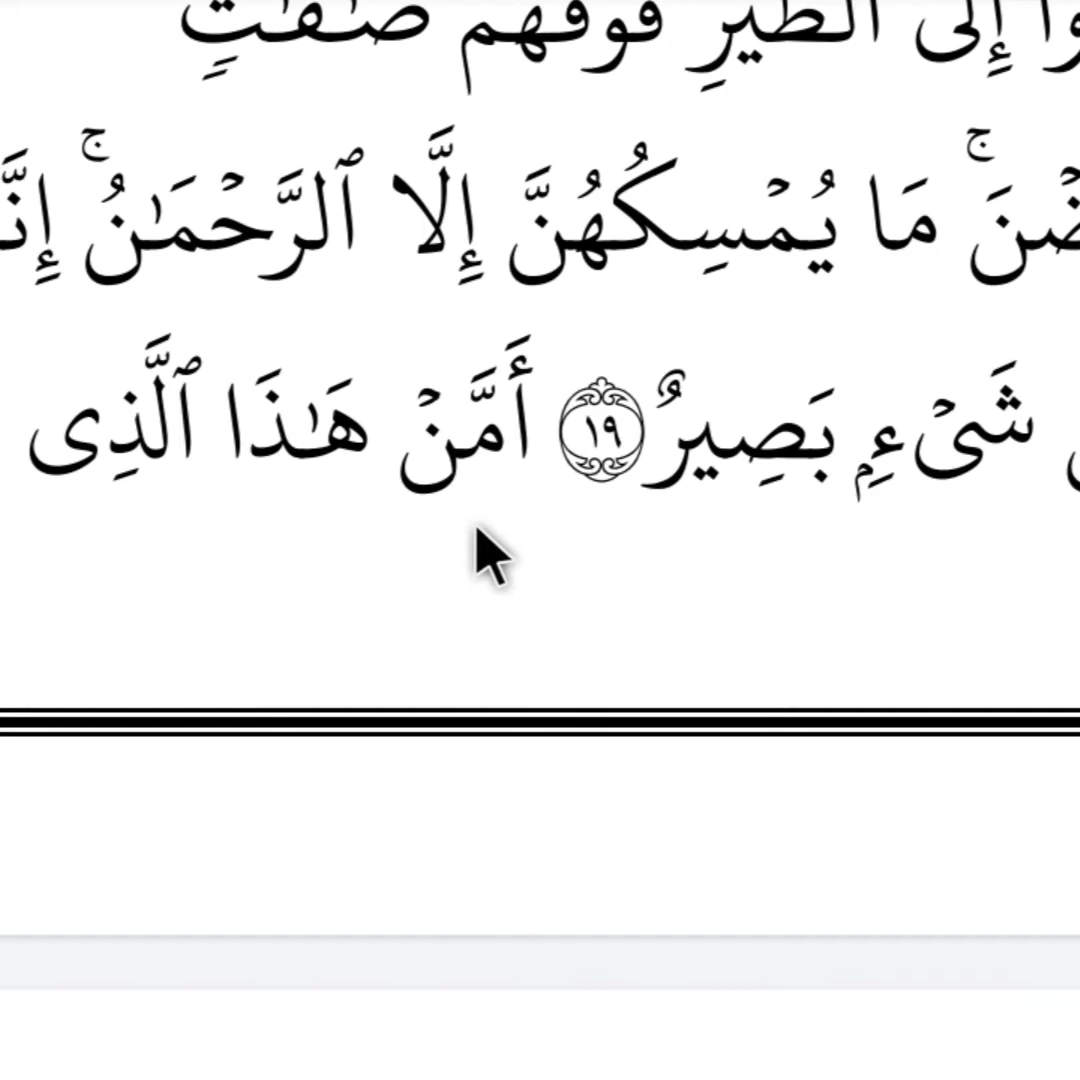 إِلَى ٱلطَّيْرِ فَوْقَهُمْ صَٰٓفَّٰتٍ
مَا يُمْسِكُهُنَّ إِلَّا ٱلرَّحْمَٰنُ ۚ
شَىْءٍۭ بَصِيرٌ ١٩ أَمَّنْ هَٰذَا ٱلَّذِى